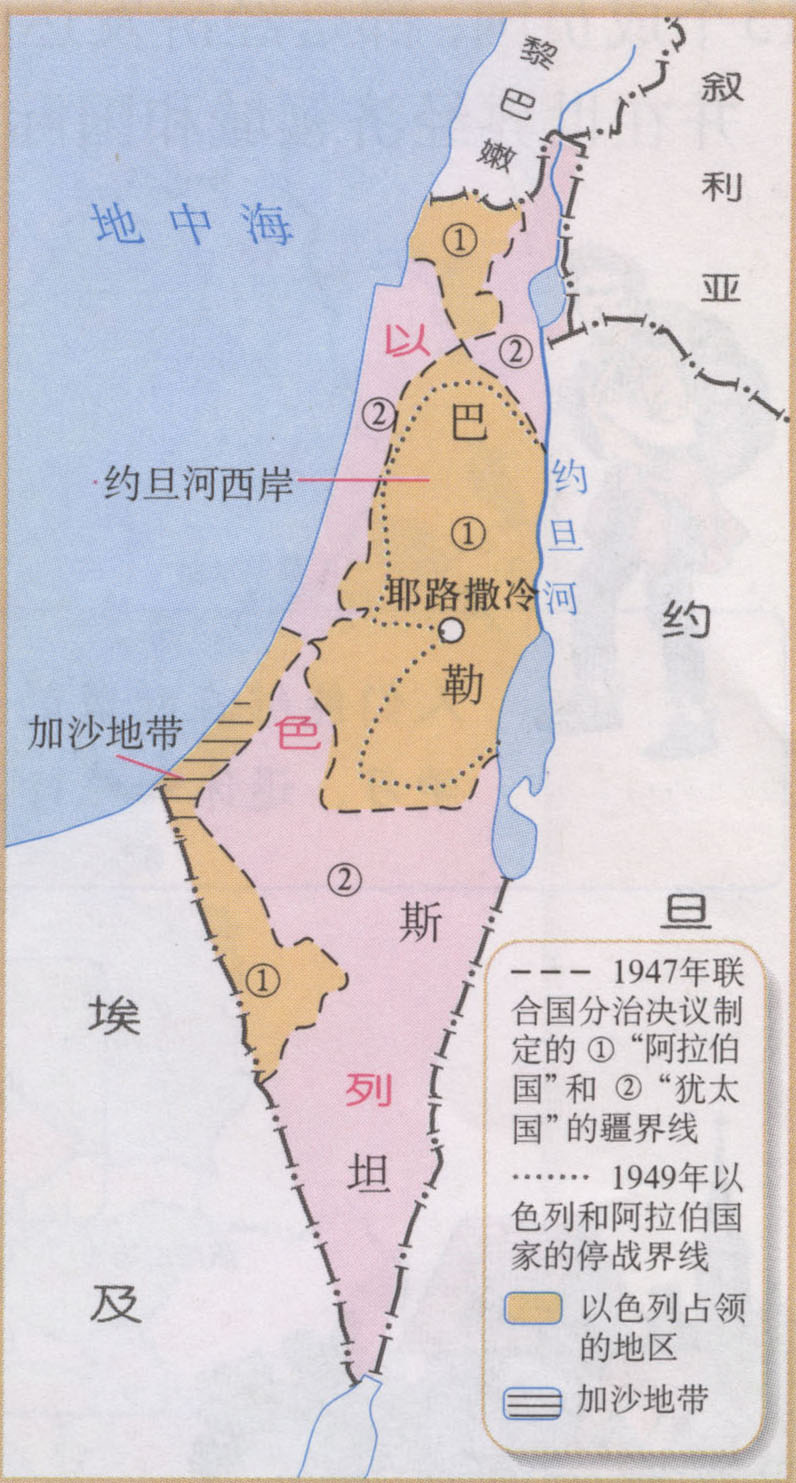 黎巴嫩
叙利亚
地中海
①
以
②
②
巴
约旦河西岸
约旦河
①
耶路撒冷
约
勒
色
加沙地带
②
斯
旦
①
埃
列
坦
及
--- 1947年联
合国分治决议制
定的 ① “阿拉伯
国”和 ② “犹太
国”的疆界线
....... 1949年以
色列和阿拉伯国
家的停战界线
以色列占领
的地区
加沙地带